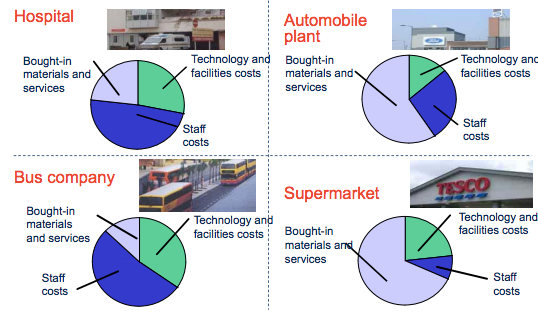 Hospital
Bought-in
materials and
services
Technology and
facilities costs
Staff
costs
Automobile
plant
Bought-in
materials and
services
Technology and
facilities costs
Staff
costs
Bus company
Bought-in
materials
and services
Technology and
facilities costs
Staff
costs
Supermarket
TESCO
Bought-in
materials and
services
Technology and
facilities costs
Staff
costs